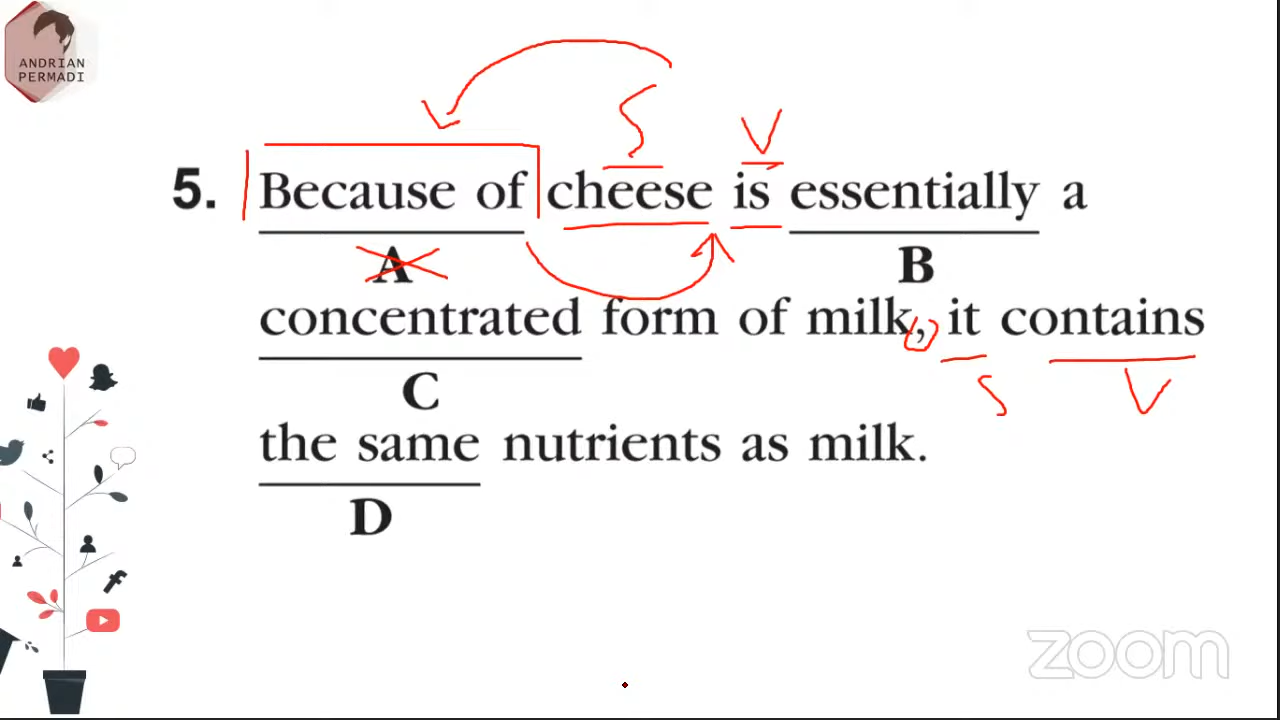 ANDRIAN
PERMADI
S V
5. Because of cheese is essentially a
A B
concentrated form of milk, it contains
C S V
the same nutrients as milk.
D
zoom